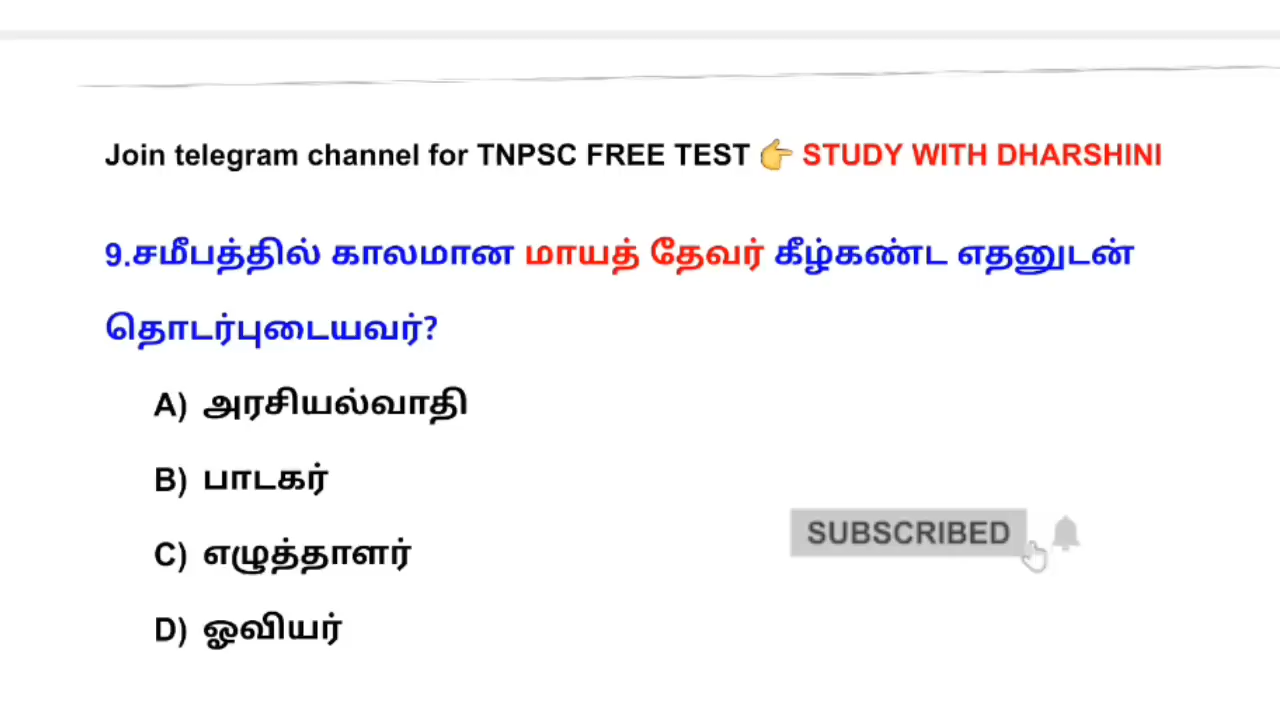 Join telegram channel for TNPSC FREE TEST 👉 STUDY WITH DHARSHINI
9.சமீபத்தில் காலமான மாயத் தேவர் கீழ்கண்ட எதனுடன்
தொடர்புடையவர்?
A) அரசியல்வாதி
B) பாடகர்
C) எழுத்தாளர்
D) ஓவியர்
SUBSCRIBED